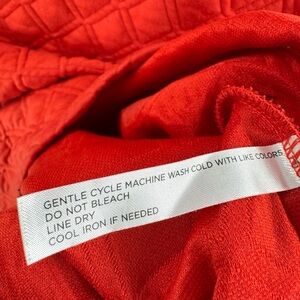 GENTLE CYCLE MACHINE WASH COLD WITH LIKE COLORS
DO NOT BLEACH
LINE DRY
COOL IRON IF NEEDED